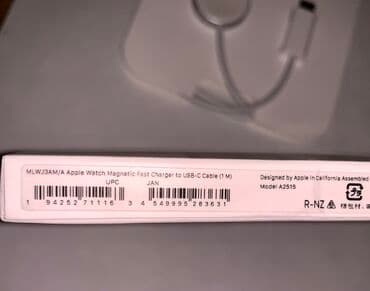 MLWJ3AM/A Apple Watch Magnetic Fast Charger to USB-C Cable (1 M)
UPC
JAN
1 94252 71116 3
4 549995 283631
Designed by Apple in California Assembled
Model A2515
R-NZ